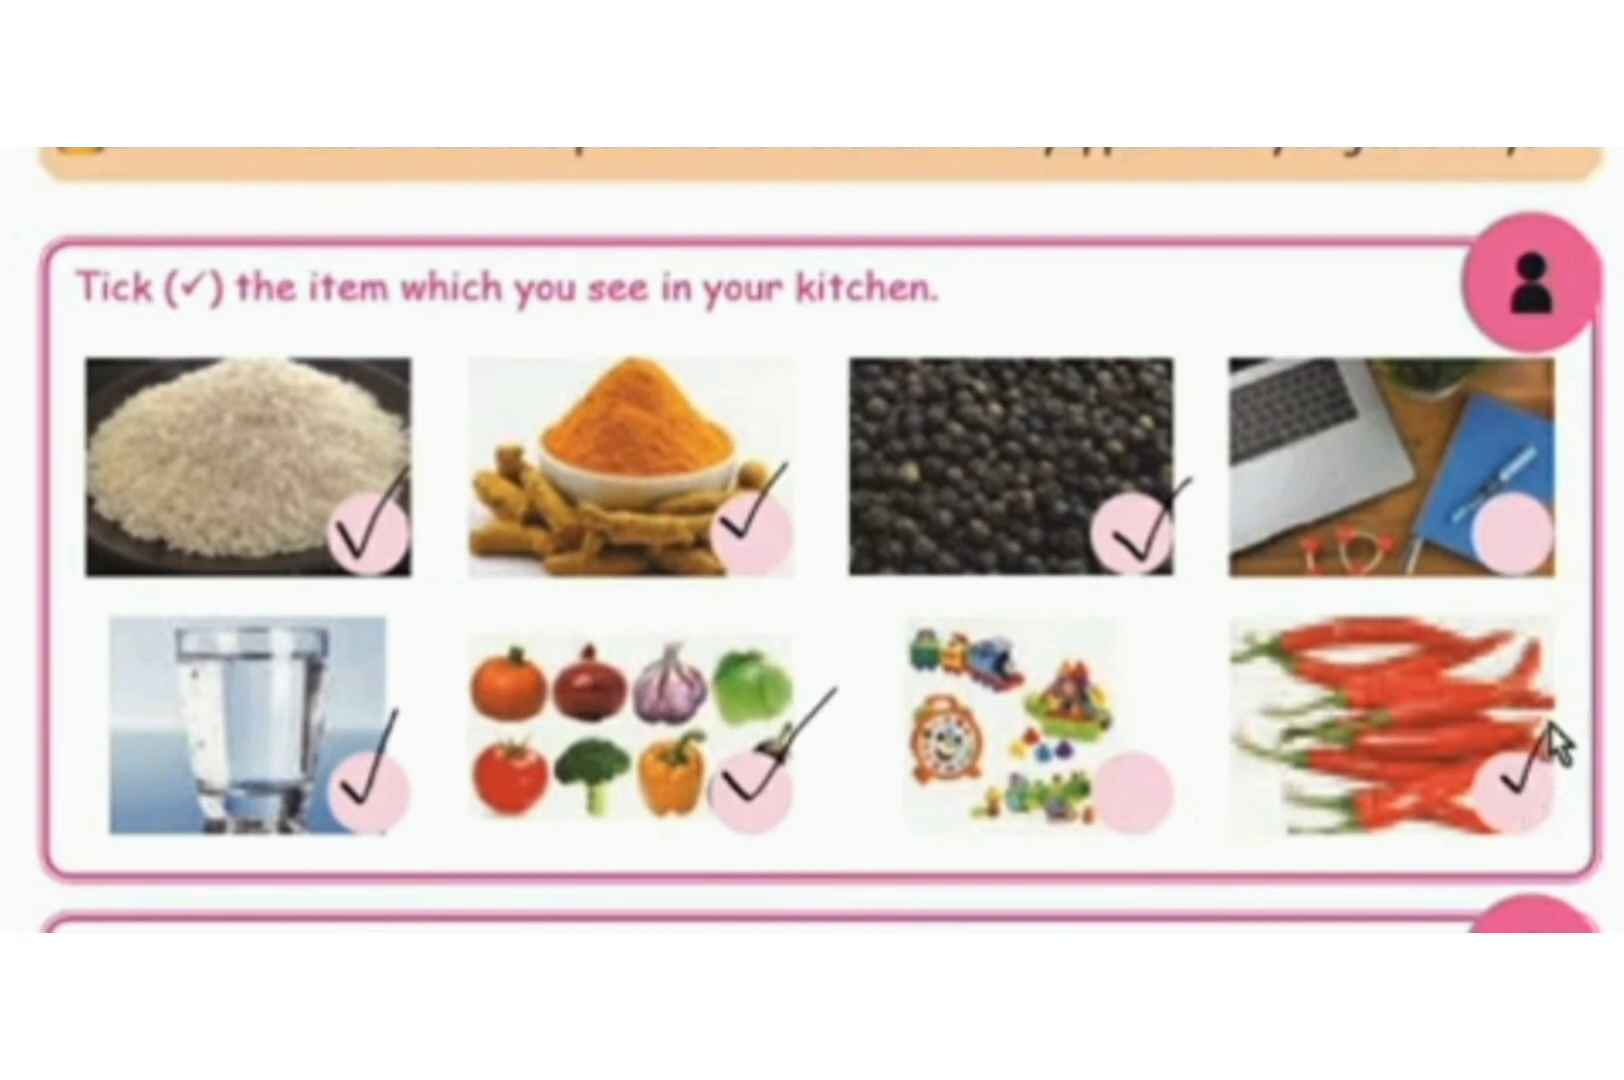 Tick (✓) the item which you see in your kitchen.